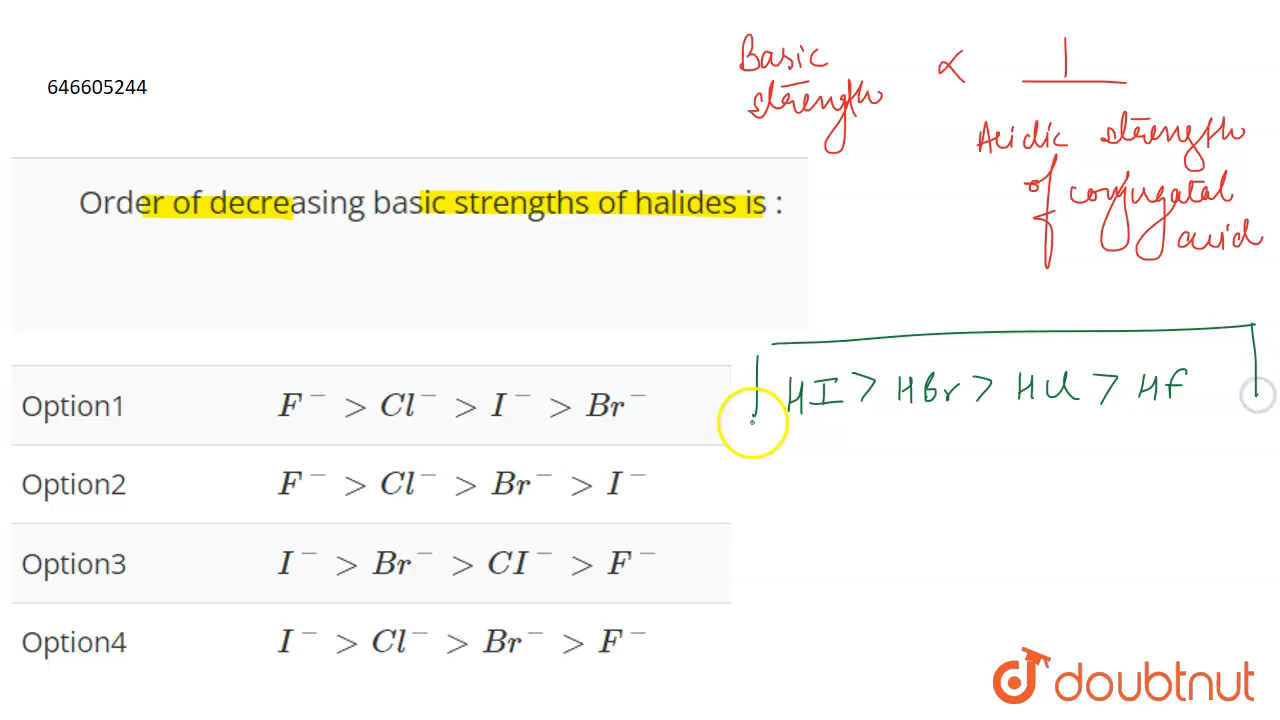 646605244
Order of decreasing basic strengths of halides is :
Option1 F⁻ > Cl⁻ > I⁻ > Br⁻
Option2 F⁻ > Cl⁻ > Br⁻ > I⁻
Option3 I⁻ > Br⁻ > CI⁻ > F⁻
Option4 I⁻ > Cl⁻ > Br⁻ > F⁻
Basic strength ∝ 1
Acidic strength
of conjugatal
acid
HI > HBr > HCl > HF
doubtnut